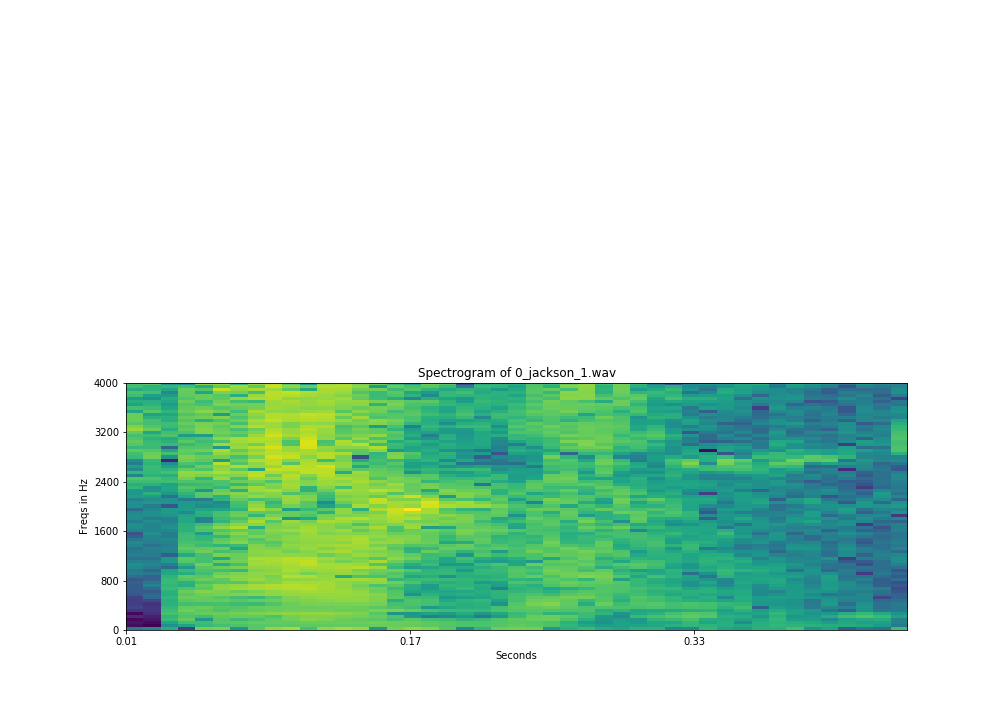 Spectrogram of 0_jackson_1.wav
4000
3200
2400
1600
800
0
Freqs in Hz
0.01 0.17 0.33
Seconds